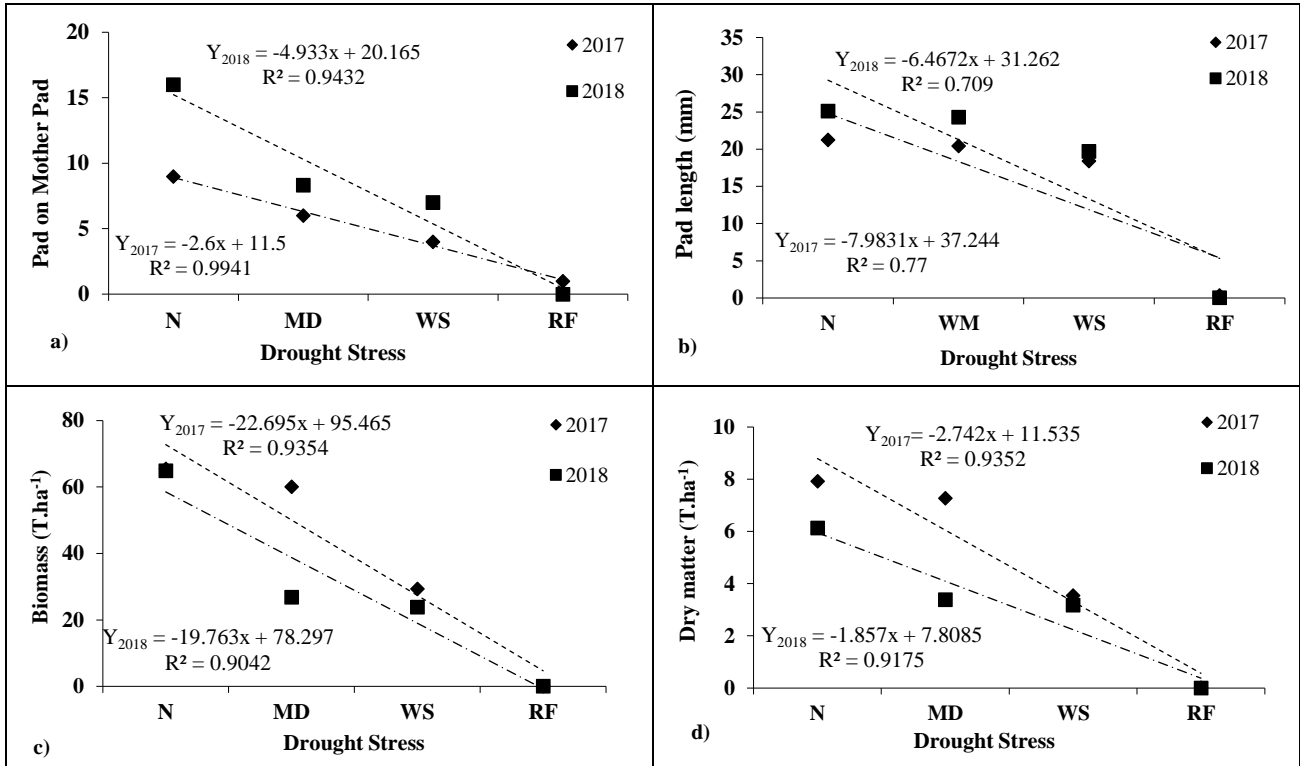 20
15
10
5
0
Pad on Mother Pad
Y2018 = -4.933x + 20.165
R² = 0.9432
2017
2018
Y2017 = -2.6x + 11.5
R² = 0.9941
N MD WS RF
Drought Stress
a)
40
35
30
25
20
15
10
5
0
Pad length (mm)
Y2018 = -6.4672x + 31.262
R² = 0.709
2017
2018
Y2017 = -7.9831x + 37.244
R² = 0.77
N WM WS RF
Drought Stress
b)
80
60
40
20
0
Biomass (T.ha-1)
Y2017 = -22.695x + 95.465
R² = 0.9354
2017
2018
Y2018 = -19.763x + 78.297
R² = 0.9042
N MD WS RF
Drought Stress
c)
10
8
6
4
2
0
Dry matter (T.ha-1)
Y2017= -2.742x + 11.535
R² = 0.9352
2017
2018
Y2018 = -1.857x + 7.8085
R² = 0.9175
N MD WS RF
Drought Stress
d)